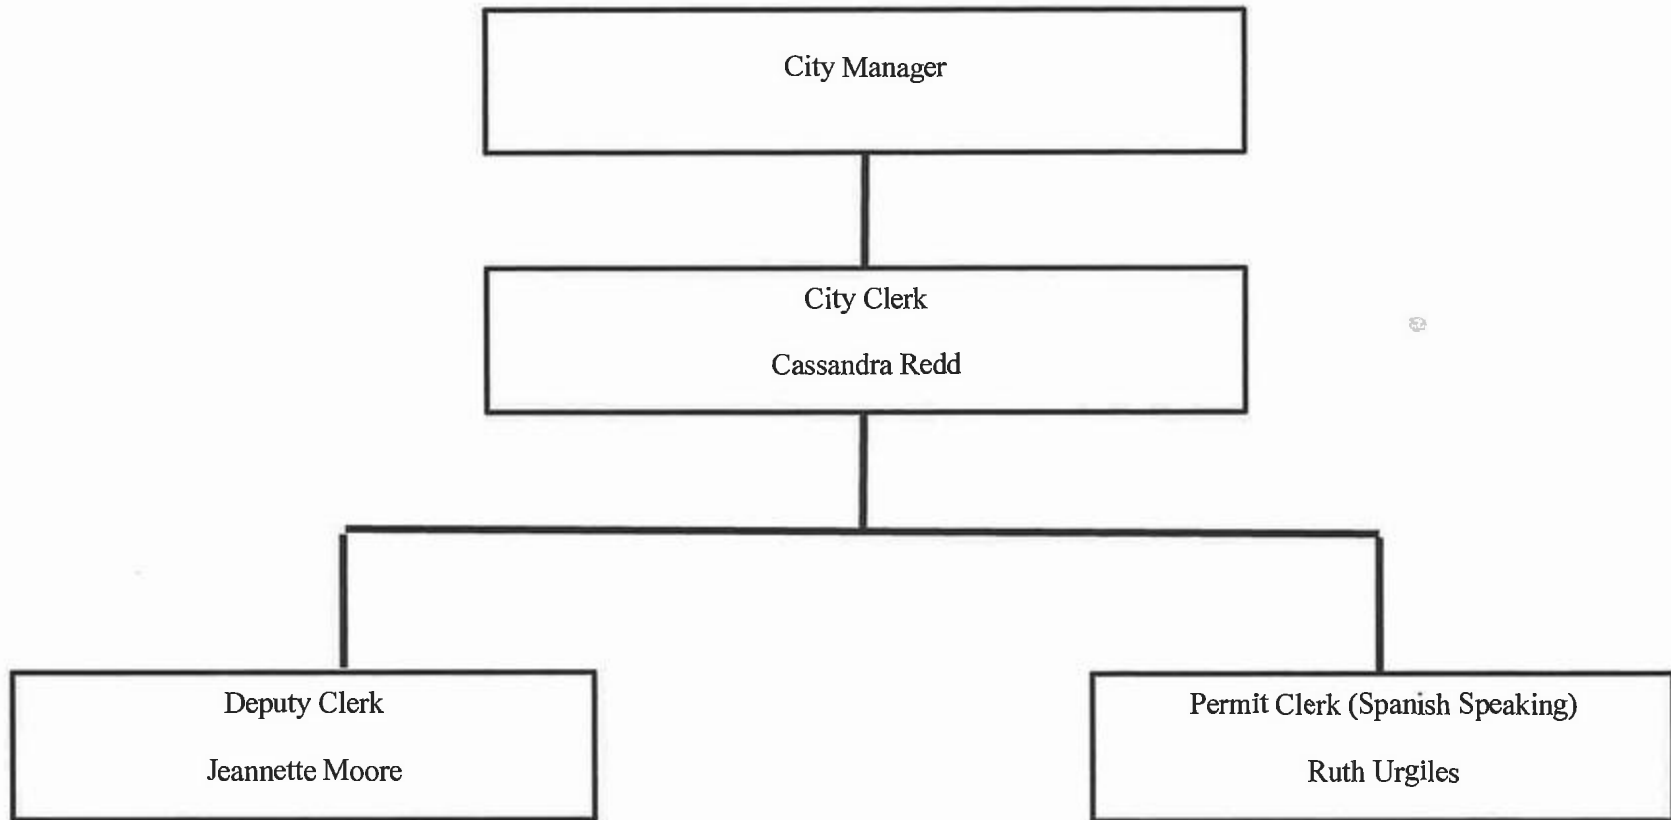 City Manager
City Clerk
Cassandra Redd
Deputy Clerk
Jeannette Moore
Permit Clerk (Spanish Speaking)
Ruth Urgiles